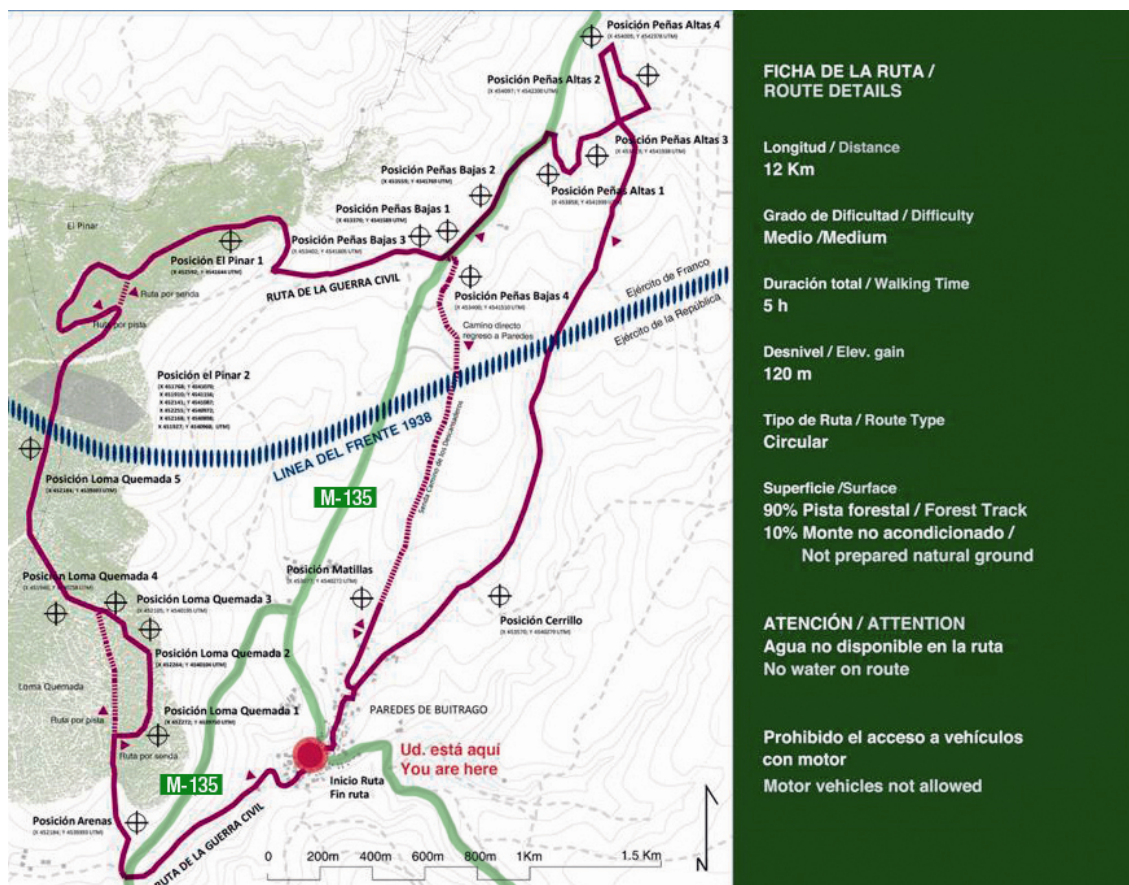 Posición Peñas Altas 4
Posición Peñas Altas 2
Posición Peñas Altas 3
Posición Peñas Bajas 2
Posición Peñas Altas 1
Posición Peñas Bajas 1
Posición Peñas Bajas 3
El Pinar
Posición El Pinar 1
RUTA DE LA GUERRA CIVIL
Posición Peñas Bajas 4
Ejército de Franco
Ejército de la República
Ruta por senda
Ruta por pista
Camino directo
regreso a Paredes
Posición el Pinar 2
LINEA DEL FRENTE 1938
Senda Camino de los Descansaderos
Posición Loma Quemada 5
M-135
Posición Loma Quemada 4
Posición Matillas
Posición Loma Quemada 3
Posición Cerrillo
Posición Loma Quemada 2
Loma Quemada
Posición Loma Quemada 1
PAREDES DE BUITRAGO
Ruta por pista
Ruta por senda
Ud. está aquí
You are here
M-135
Inicio Ruta
Fin ruta
Posición Arenas
RUTA DE LA GUERRA CIVIL
0 200m 400m 600m 800m 1Km 1.5 Km
N
FICHA DE LA RUTA /
ROUTE DETAILS
Longitud / Distance
12 Km
Grado de Dificultad / Difficulty
Medio /Medium
Duración total / Walking Time
5 h
Desnivel / Elev. gain
120 m
Tipo de Ruta / Route Type
Circular
Superficie /Surface
90% Pista forestal / Forest Track
10% Monte no acondicionado /
Not prepared natural ground
ATENCIÓN / ATTENTION
Agua no disponible en la ruta
No water on route
Prohibido el acceso a vehículos
con motor
Motor vehicles not allowed